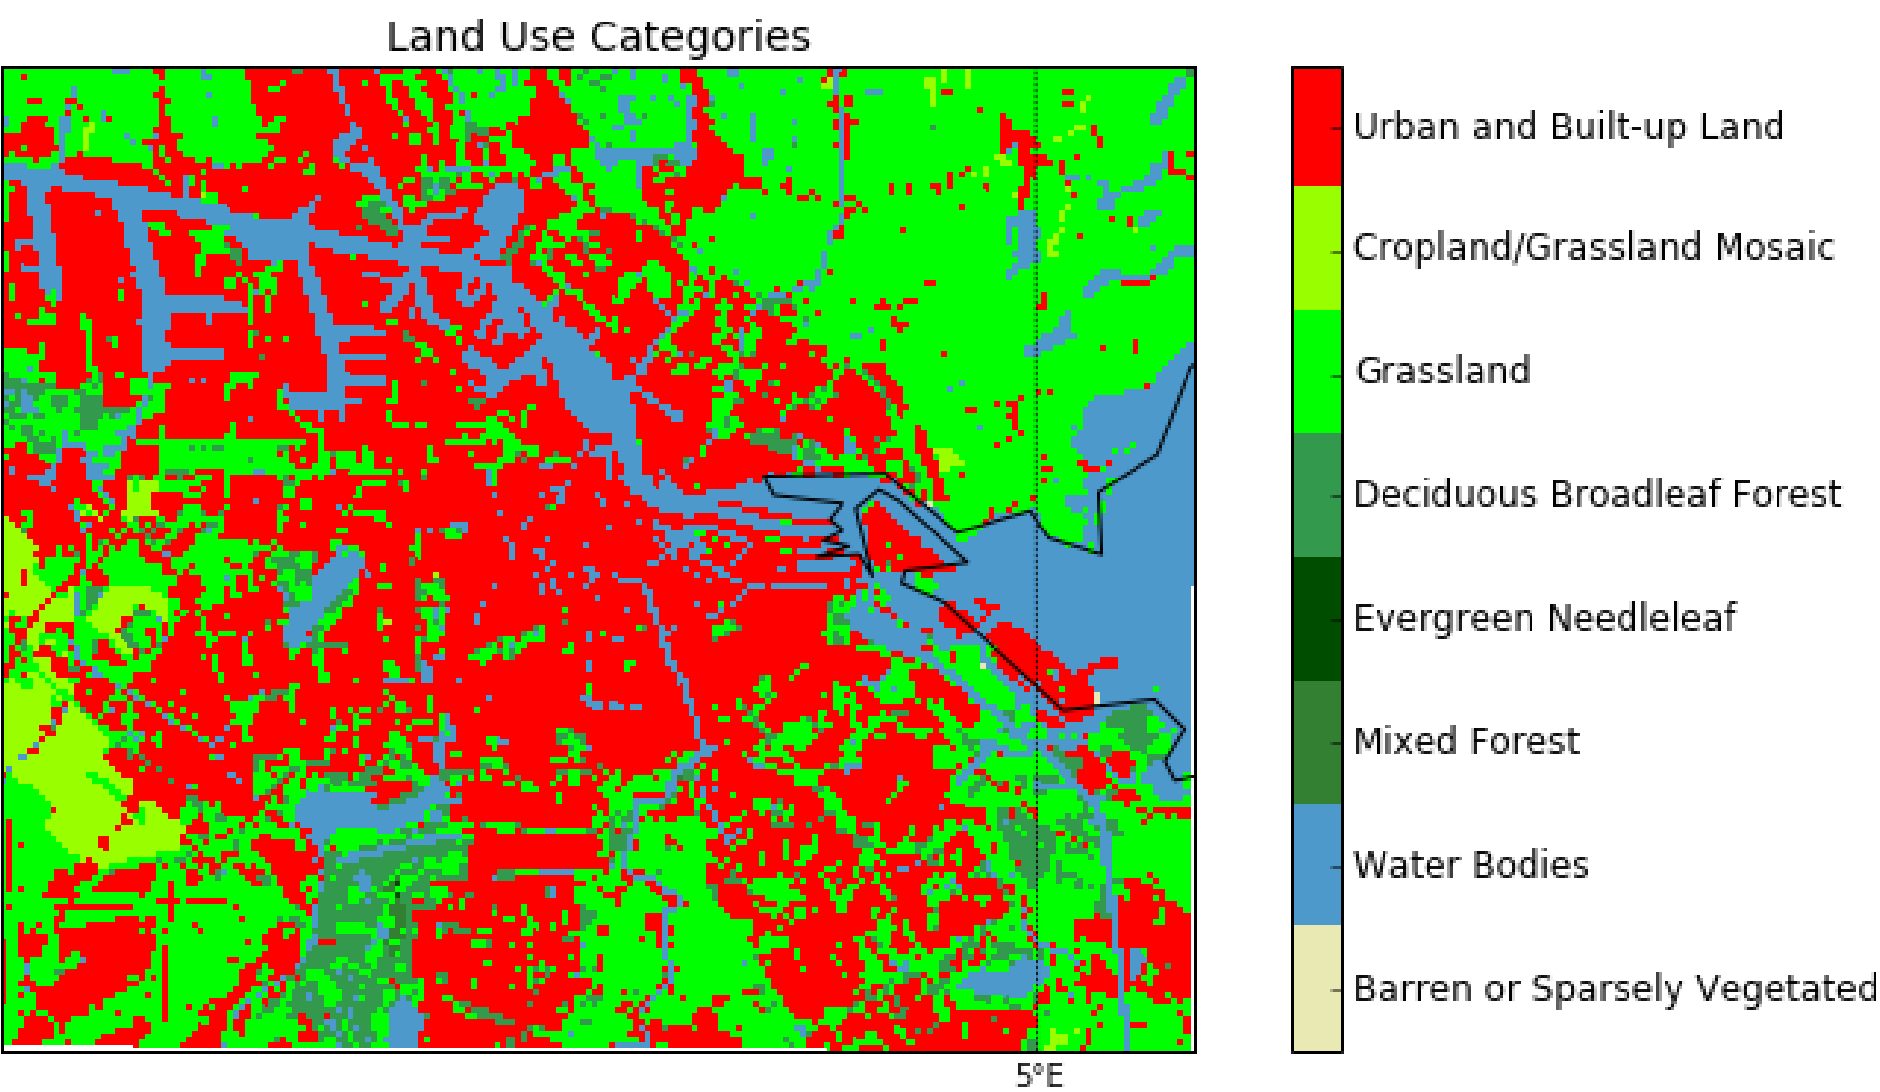 Land Use Categories
Urban and Built-up Land
Cropland/Grassland Mosaic
Grassland
Deciduous Broadleaf Forest
Evergreen Needleleaf
Mixed Forest
Water Bodies
Barren or Sparsely Vegetated
5°E